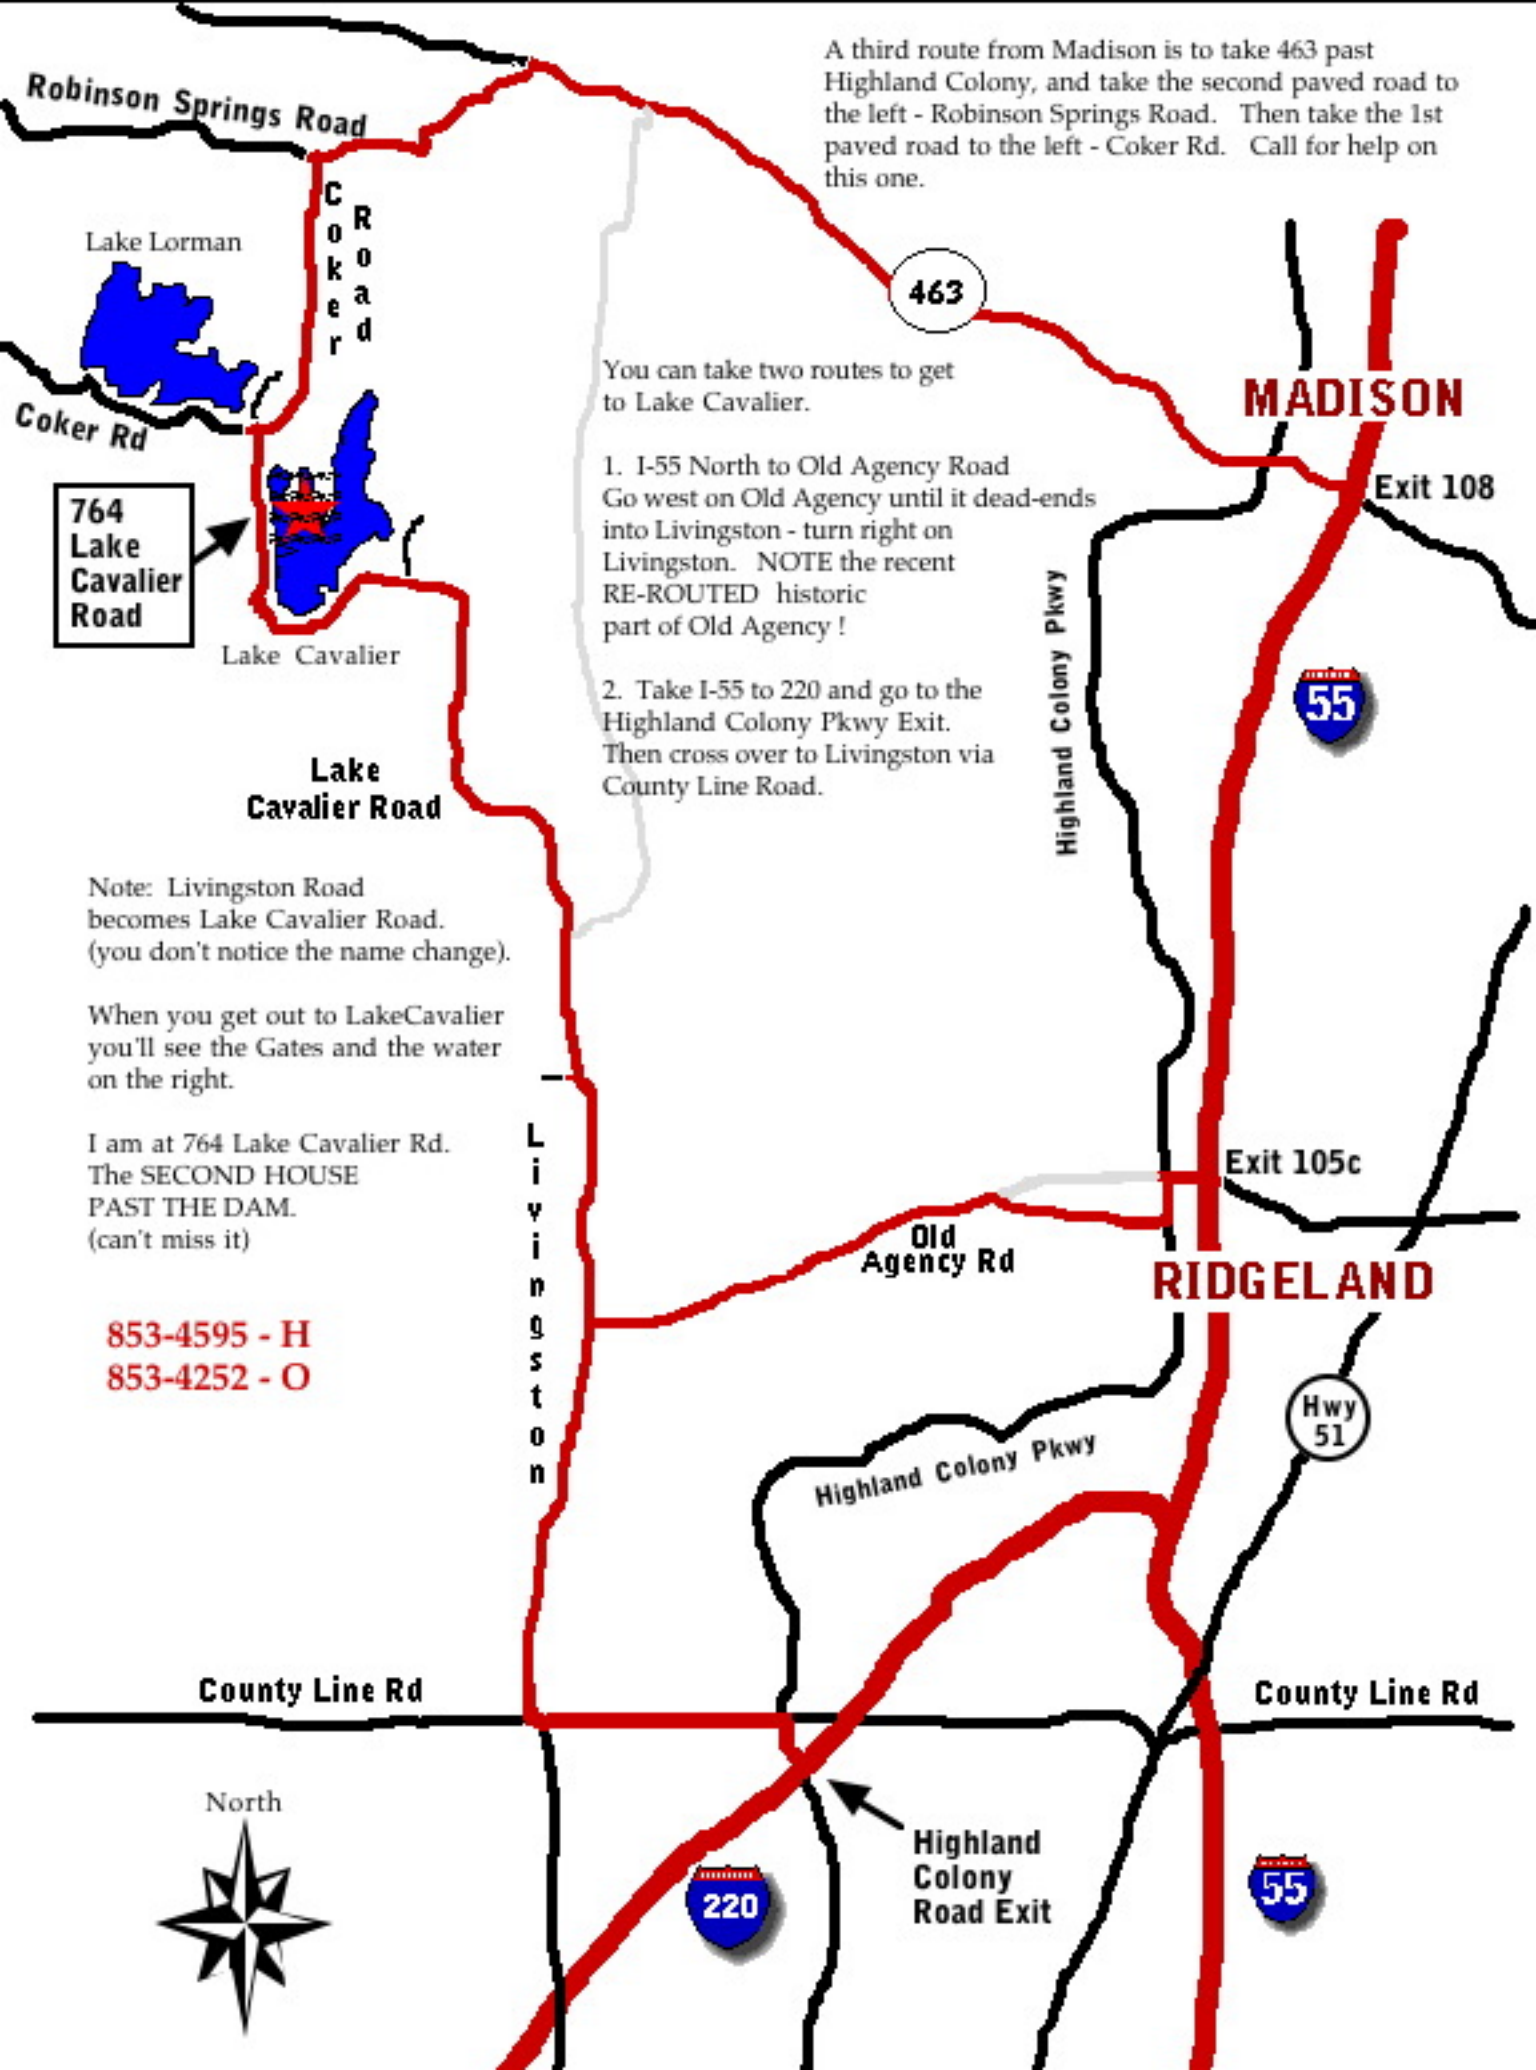 A third route from Madison is to take 463 past
Highland Colony, and take the second paved road to
the left - Robinson Springs Road.   Then take the 1st
paved road to the left - Coker Rd.   Call for help on
this one.
Robinson Springs Road
Coker
Road
Lake Lorman
463
MADISON
Coker Rd
You can take two routes to get
to Lake Cavalier.
1.  I-55 North to Old Agency Road
Go west on Old Agency until it dead-ends
into Livingston - turn right on
Livingston.   NOTE the recent
RE-ROUTED  historic
part of Old Agency !
2.  Take I-55 to 220 and go to the
Highland Colony Pkwy Exit.
Then cross over to Livingston via
County Line Road.
Exit 108
764
Lake
Cavalier
Road
Lake Cavalier
Highland Colony Pkwy
55
Lake
Cavalier Road
Note:  Livingston Road
becomes Lake Cavalier Road.
(you don't notice the name change).
When you get out to LakeCavalier
you'll see the Gates and the water
on the right.
I am at 764 Lake Cavalier Rd.
The SECOND HOUSE
PAST THE DAM.
(can't miss it)
853-4595 - H
853-4252 - O
Livingston
Exit 105c
Old
Agency Rd
RIDGELAND
Hwy
51
Highland Colony Pkwy
County Line Rd
County Line Rd
North
Highland
Colony
Road Exit
220
55